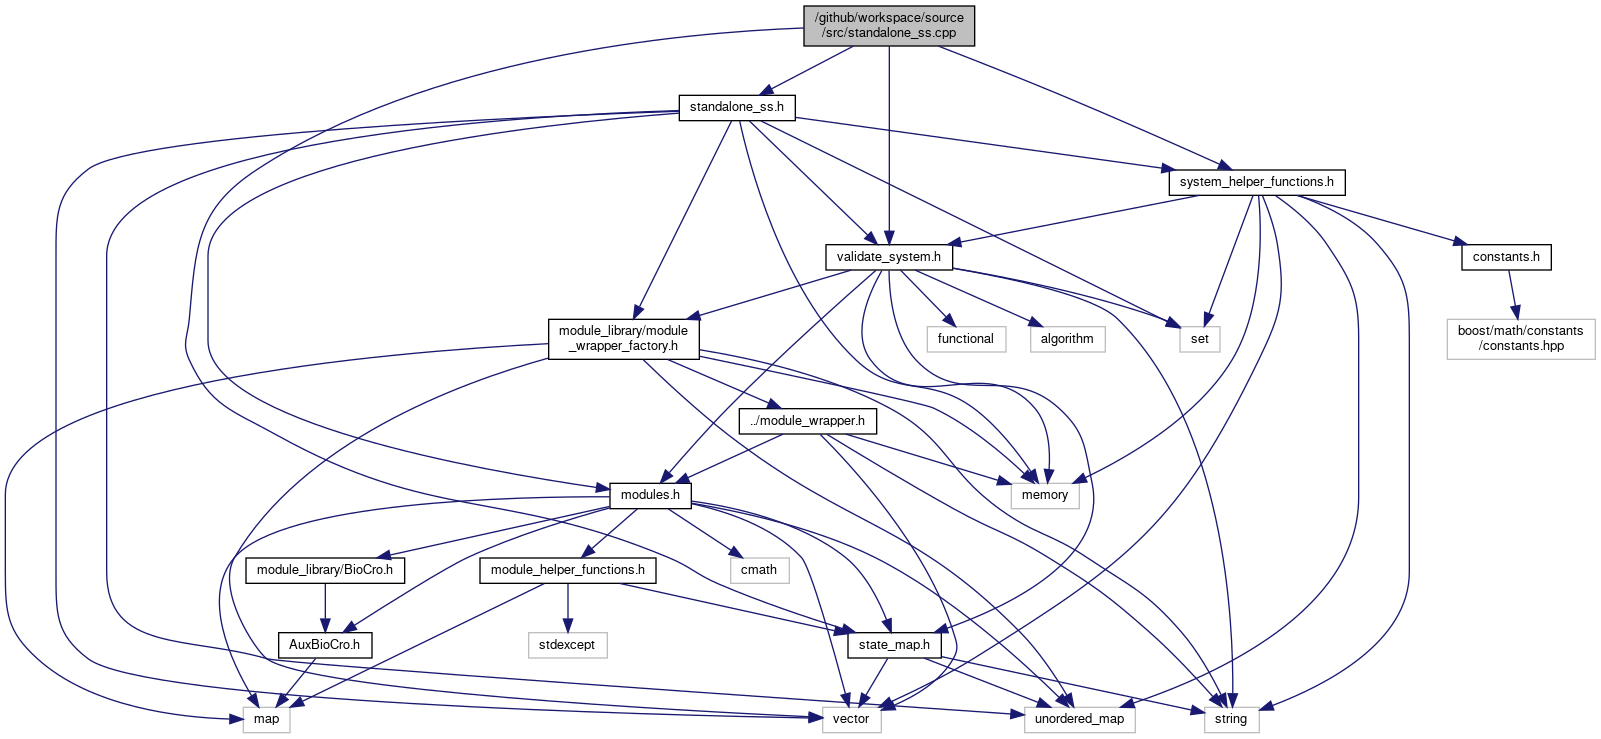 /github/workspace/source
/src/standalone_ss.cpp
standalone_ss.h
system_helper_functions.h
validate_system.h
constants.h
module_library/module
_wrapper_factory.h
functional
algorithm
set
boost/math/constants
/constants.hpp
../module_wrapper.h
modules.h
memory
module_library/BioCro.h
module_helper_functions.h
cmath
AuxBioCro.h
stdexcept
state_map.h
map
vector
unordered_map
string